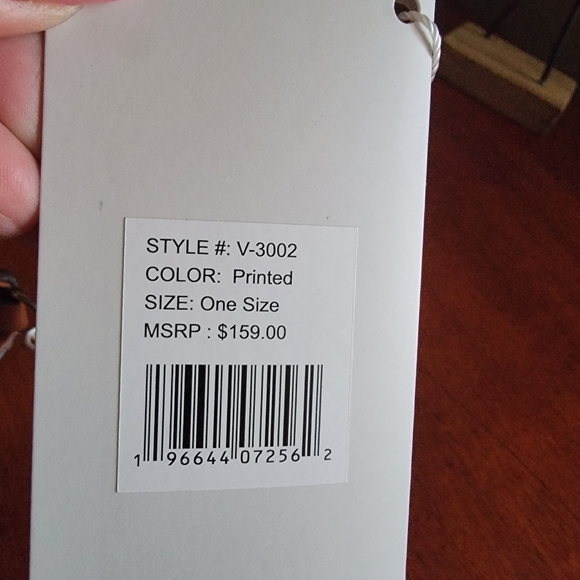 STYLE #: V-3002
COLOR: Printed
SIZE: One Size
MSRP : $159.00
1 96644 07256 2